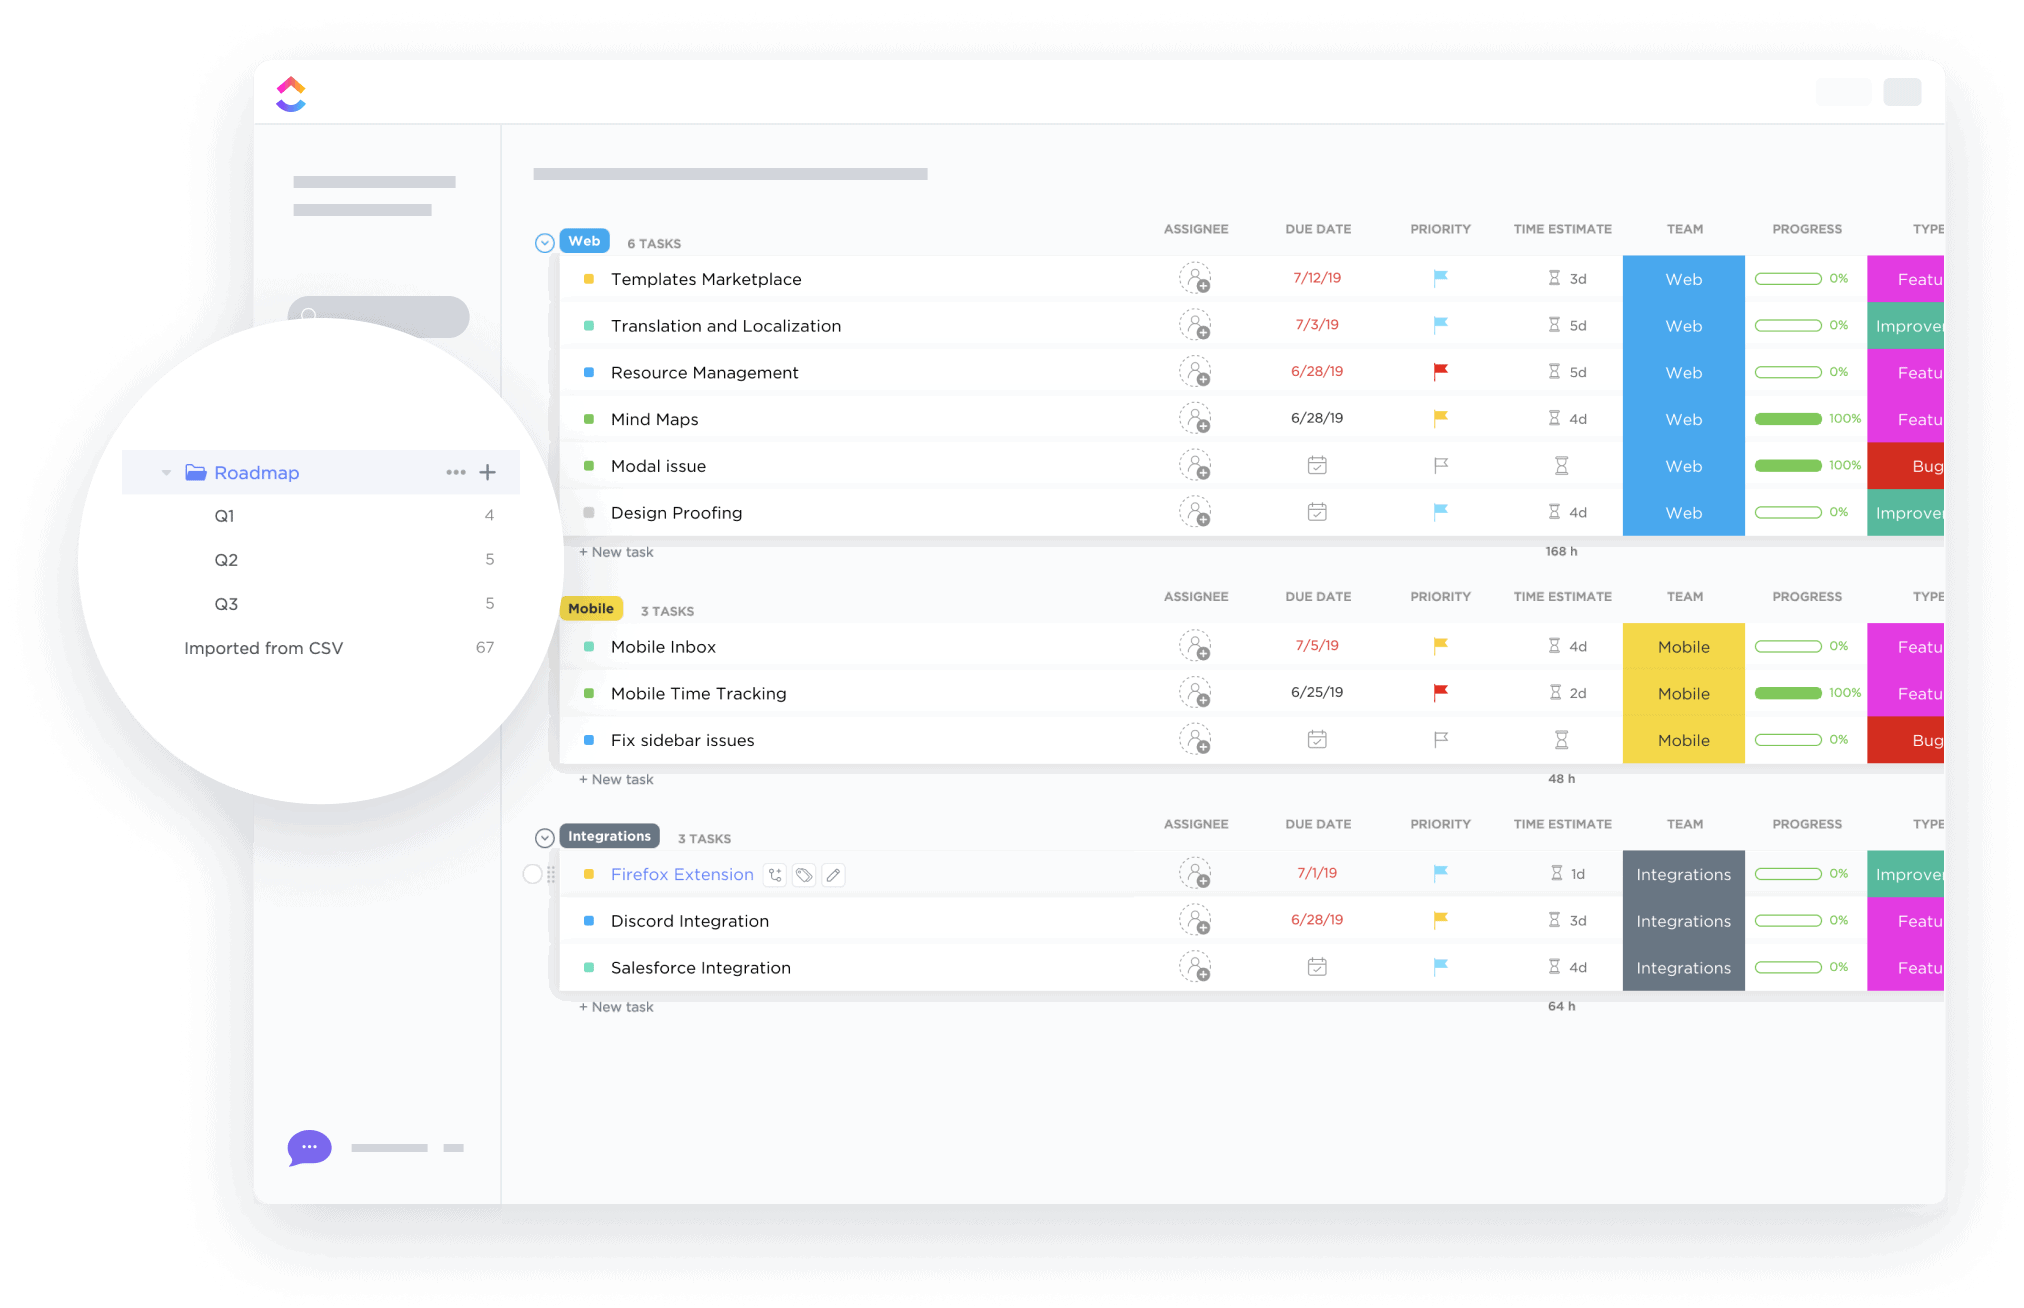 Roadmap
Q1 4
Q2 5
Q3 5
Imported from CSV 67
Web 6 TASKS ASSIGNEE DUE DATE PRIORITY TIME ESTIMATE TEAM PROGRESS TYPE
Templates Marketplace 7/12/19 3d Web 0% Featu
Translation and Localization 7/3/19 5d Web 0% Improver
Resource Management 6/28/19 5d Web 0% Featu
Mind Maps 6/28/19 4d Web 100% Featu
Modal issue Web 100% Bug
Design Proofing 4d Web 0% Improver
+ New task 168 h
Mobile 3 TASKS ASSIGNEE DUE DATE PRIORITY TIME ESTIMATE TEAM PROGRESS TYPE
Mobile Inbox 7/5/19 4d Mobile 0% Featu
Mobile Time Tracking 6/25/19 2d Mobile 100% Featu
Fix sidebar issues Mobile 0% Bug
+ New task 48 h
Integrations 3 TASKS ASSIGNEE DUE DATE PRIORITY TIME ESTIMATE TEAM PROGRESS TYPE
Firefox Extension 7/1/19 1d Integrations 0% Improver
Discord Integration 6/28/19 3d Integrations 0% Featu
Salesforce Integration 4d Integrations 0% Featu
+ New task 64 h